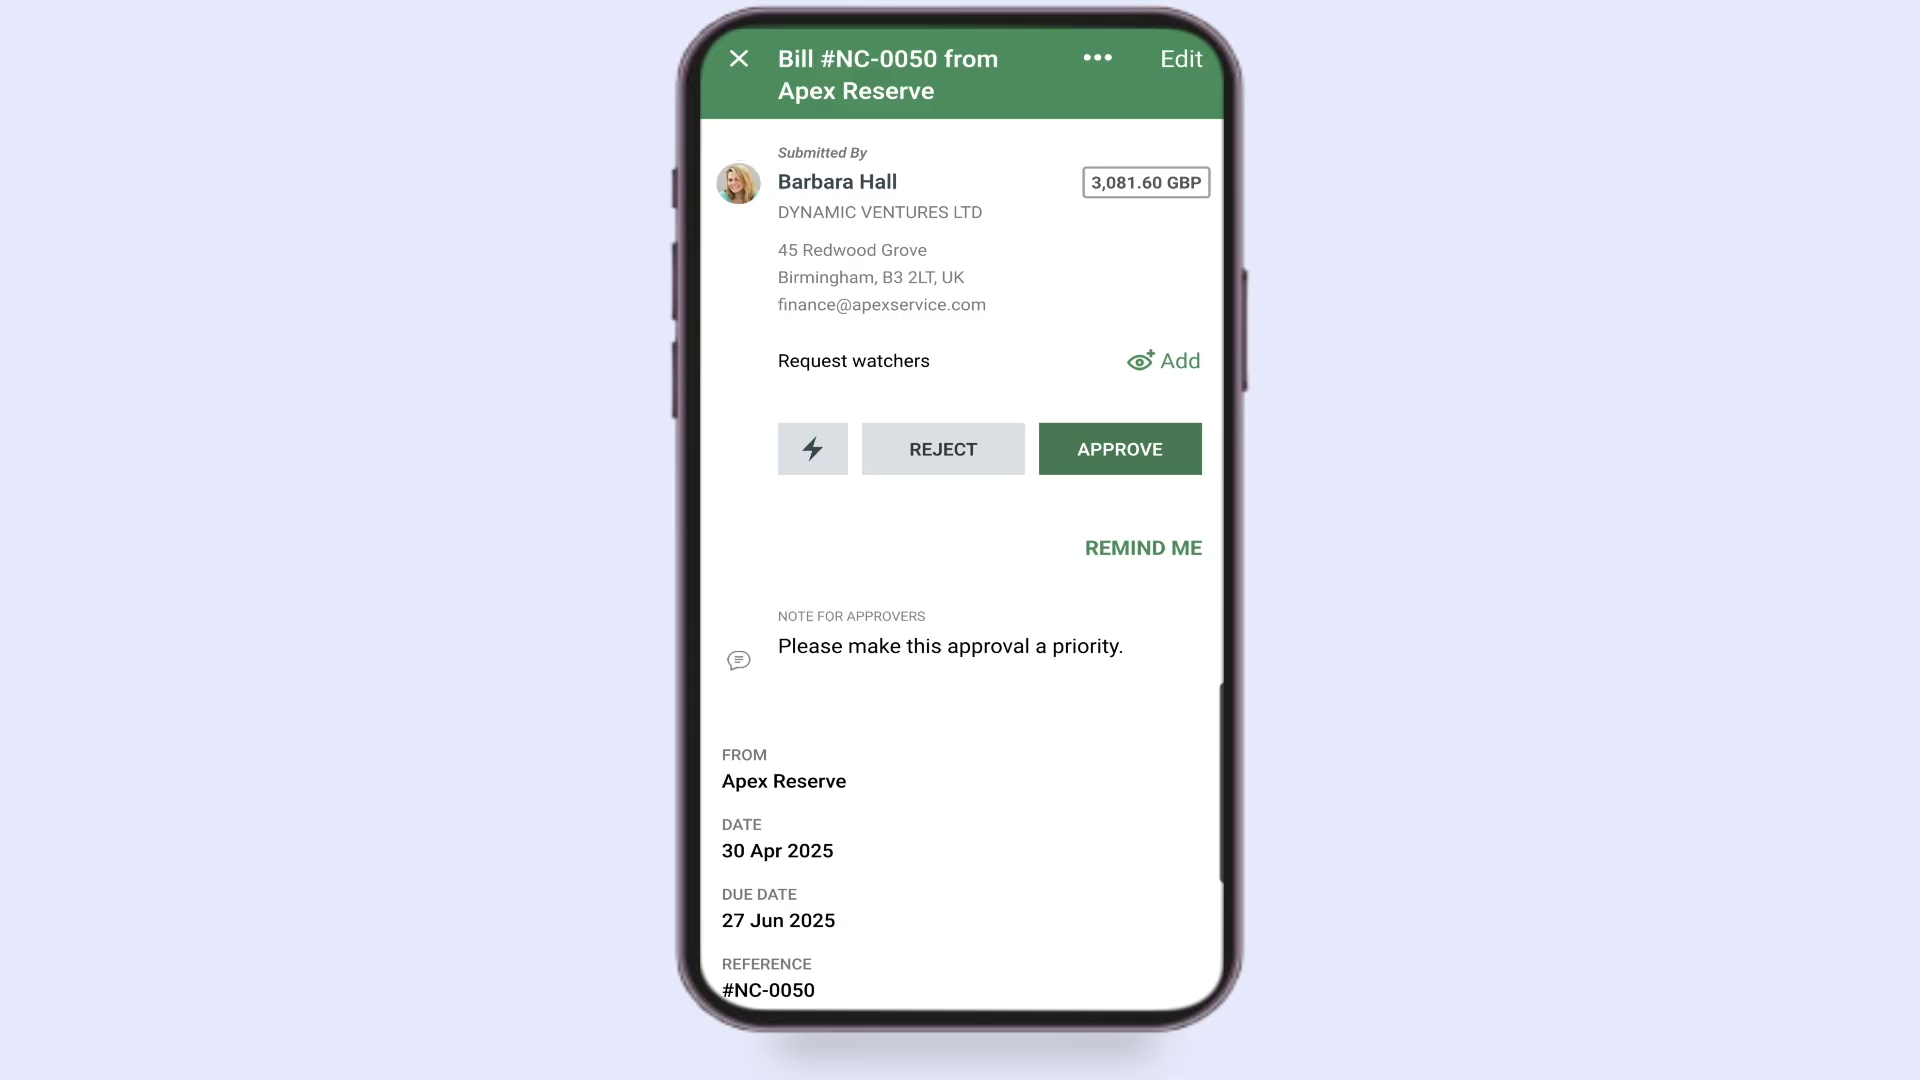 Bill #NC-0050 from
Apex Reserve
Edit
Submitted By
Barbara Hall
3,081.60 GBP
DYNAMIC VENTURES LTD
45 Redwood Grove
Birmingham, B3 2LT, UK
finance@apexservice.com
Request watchers
Add
REJECT
APPROVE
REMIND ME
NOTE FOR APPROVERS
Please make this approval a priority.
FROM
Apex Reserve
DATE
30 Apr 2025
DUE DATE
27 Jun 2025
REFERENCE
#NC-0050